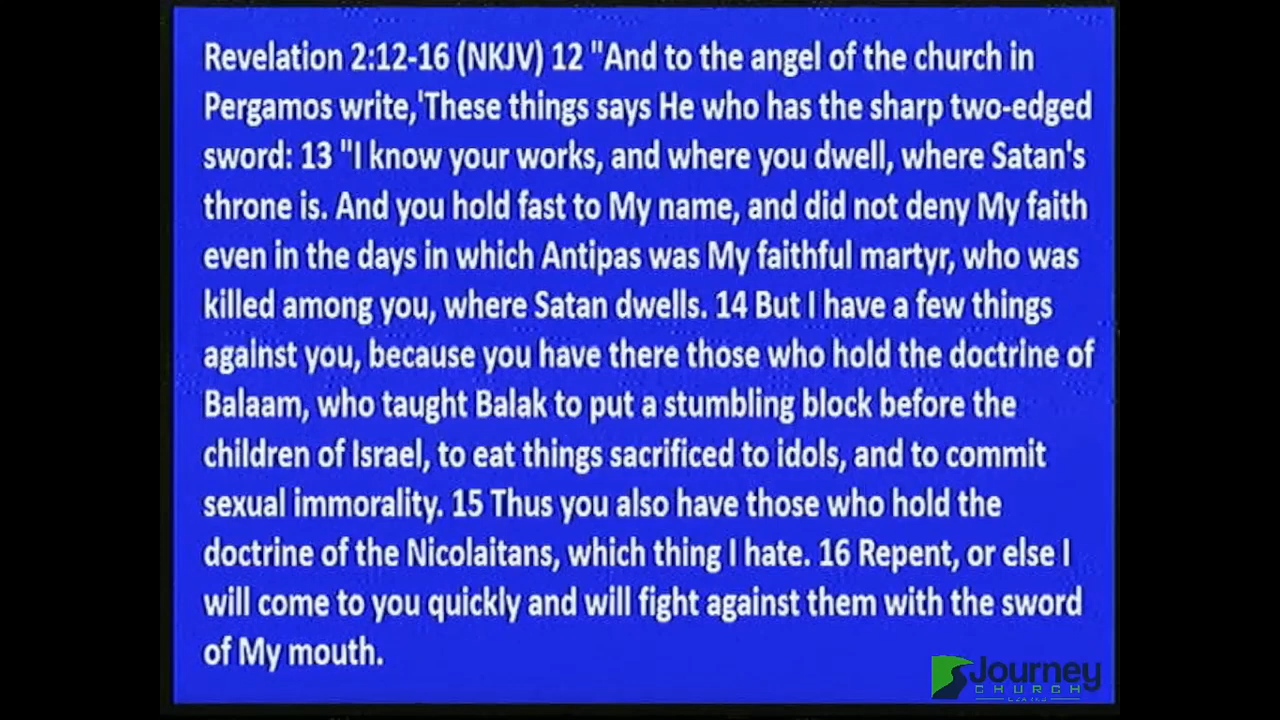 Revelation 2:12-16 (NKJV) 12 "And to the angel of the church in
Pergamos write,'These things says He who has the sharp two-edged
sword: 13 "I know your works, and where you dwell, where Satan's
throne is. And you hold fast to My name, and did not deny My faith
even in the days in which Antipas was My faithful martyr, who was
killed among you, where Satan dwells. 14 But I have a few things
against you, because you have there those who hold the doctrine of
Balaam, who taught Balak to put a stumbling block before the
children of Israel, to eat things sacrificed to idols, and to commit
sexual immorality. 15 Thus you also have those who hold the
doctrine of the Nicolaitans, which thing I hate. 16 Repent, or else I
will come to you quickly and will fight against them with the sword
of My mouth.
Journey
CHURCH